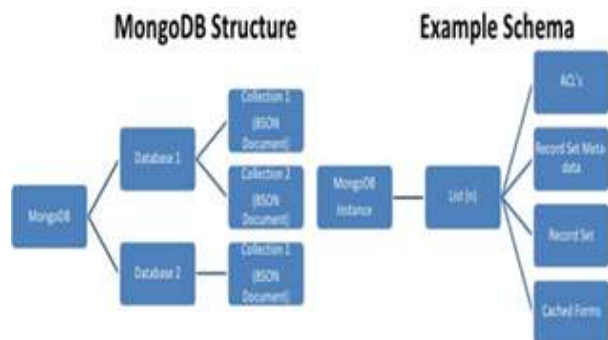 MongoDB Structure
Example Schema
MongoDB
Database 1
Database 2
Collection 1
(BSON
Document)
Collection 2
(BSON
Document)
Collection 1
(BSON
Document)
MongoDB
Instance
List (n)
ACL's
Record Set Meta-
data
Record Set
Cached Forms